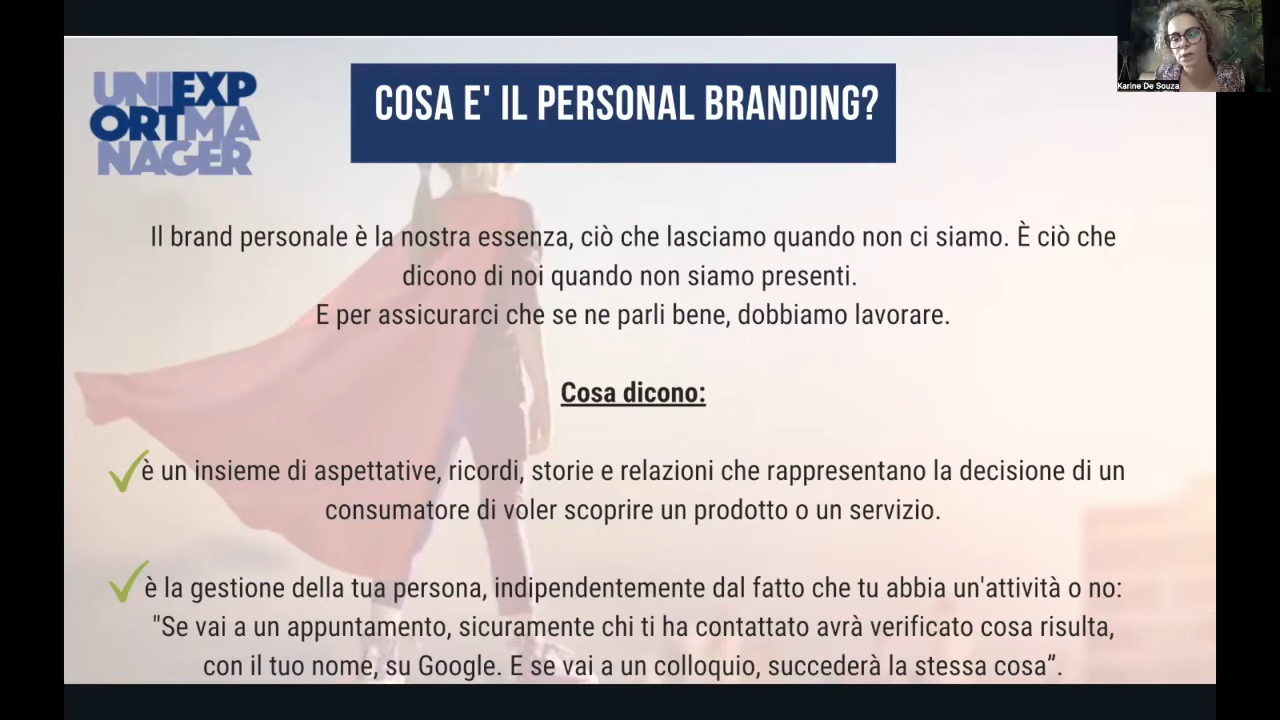 UNIEXP
ORTMA
NAGER
COSA E' IL PERSONAL BRANDING?
Karine De Souza
Il brand personale è la nostra essenza, ciò che lasciamo quando non ci siamo. È ciò che
dicono di noi quando non siamo presenti.
E per assicurarci che se ne parli bene, dobbiamo lavorare.
Cosa dicono:
è un insieme di aspettative, ricordi, storie e relazioni che rappresentano la decisione di un
consumatore di voler scoprire un prodotto o un servizio.
è la gestione della tua persona, indipendentemente dal fatto che tu abbia un'attività o no:
"Se vai a un appuntamento, sicuramente chi ti ha contattato avrà verificato cosa risulta,
con il tuo nome, su Google. E se vai a un colloquio, succederà la stessa cosa”.